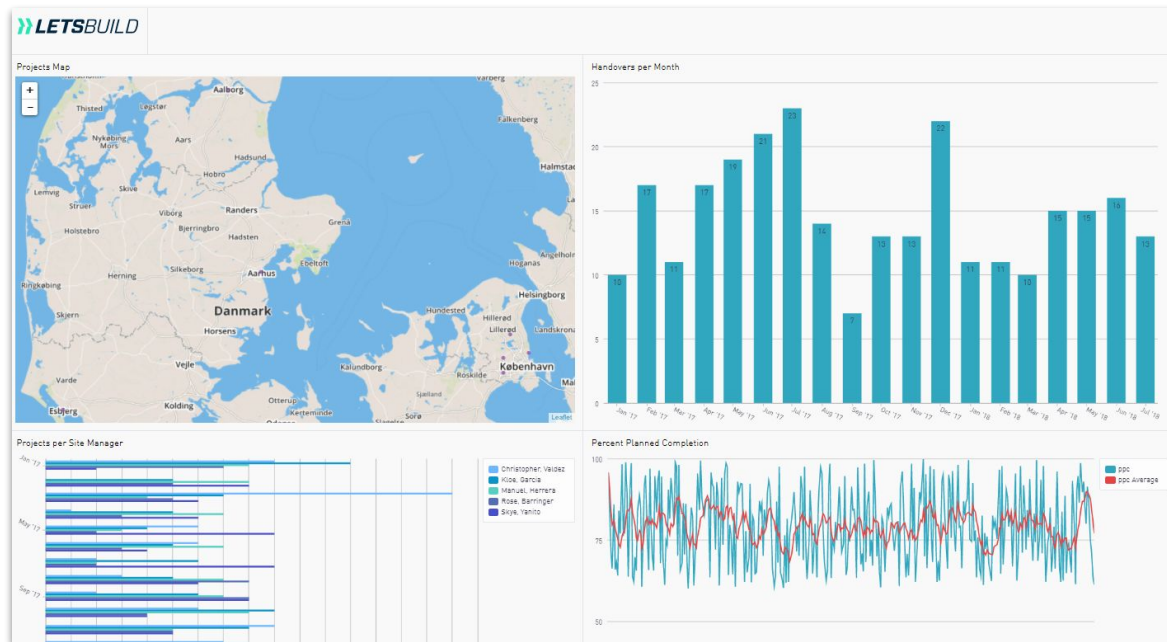 LETSBUILD
Projects Map
+
−
Aalborg
Varberg
Thisted
Løgstør
Falkenberg
Nykøbing Mors
Aars
Hadsund
Halmstad
Hobro
Lemvig
Skive
Struer
Viborg
Randers
Grenå
Holstebro
Bjerringbro
Hadsten
Ängelholm
Ebeltoft
Höganäs
Silkeborg
Aarhus
Herning
Ringkøbing
Helsingborg
Skjern
Danmark
Hundested
Hillerød
Lillerød
Landskrona
Horsens
Vejle
Kalundborg
København
Roskilde
Varde
Sjælland
Kolding
Otterup
Sorø
Esbjerg
Kerteminde
Leaflet
Handovers per Month
25
20
15
10
5
0
10
17
11
17
19
21
23
14
7
13
13
22
11
11
10
15
15
16
13
Jan '17
Feb '17
Mar '17
Apr '17
May '17
Jun '17
Jul '17
Aug '17
Sep '17
Oct '17
Nov '17
Dec '17
Jan '18
Feb '18
Mar '18
Apr '18
May '18
Jun '18
Jul '18
Projects per Site Manager
Jan '17
May '17
Sep '17
Christopher, Valdez
Kloe, Garcia
Manuel, Herrera
Rose, Barringer
Skye, Yanito
Percent Planned Completion
100
75
50
ppc
ppc Average